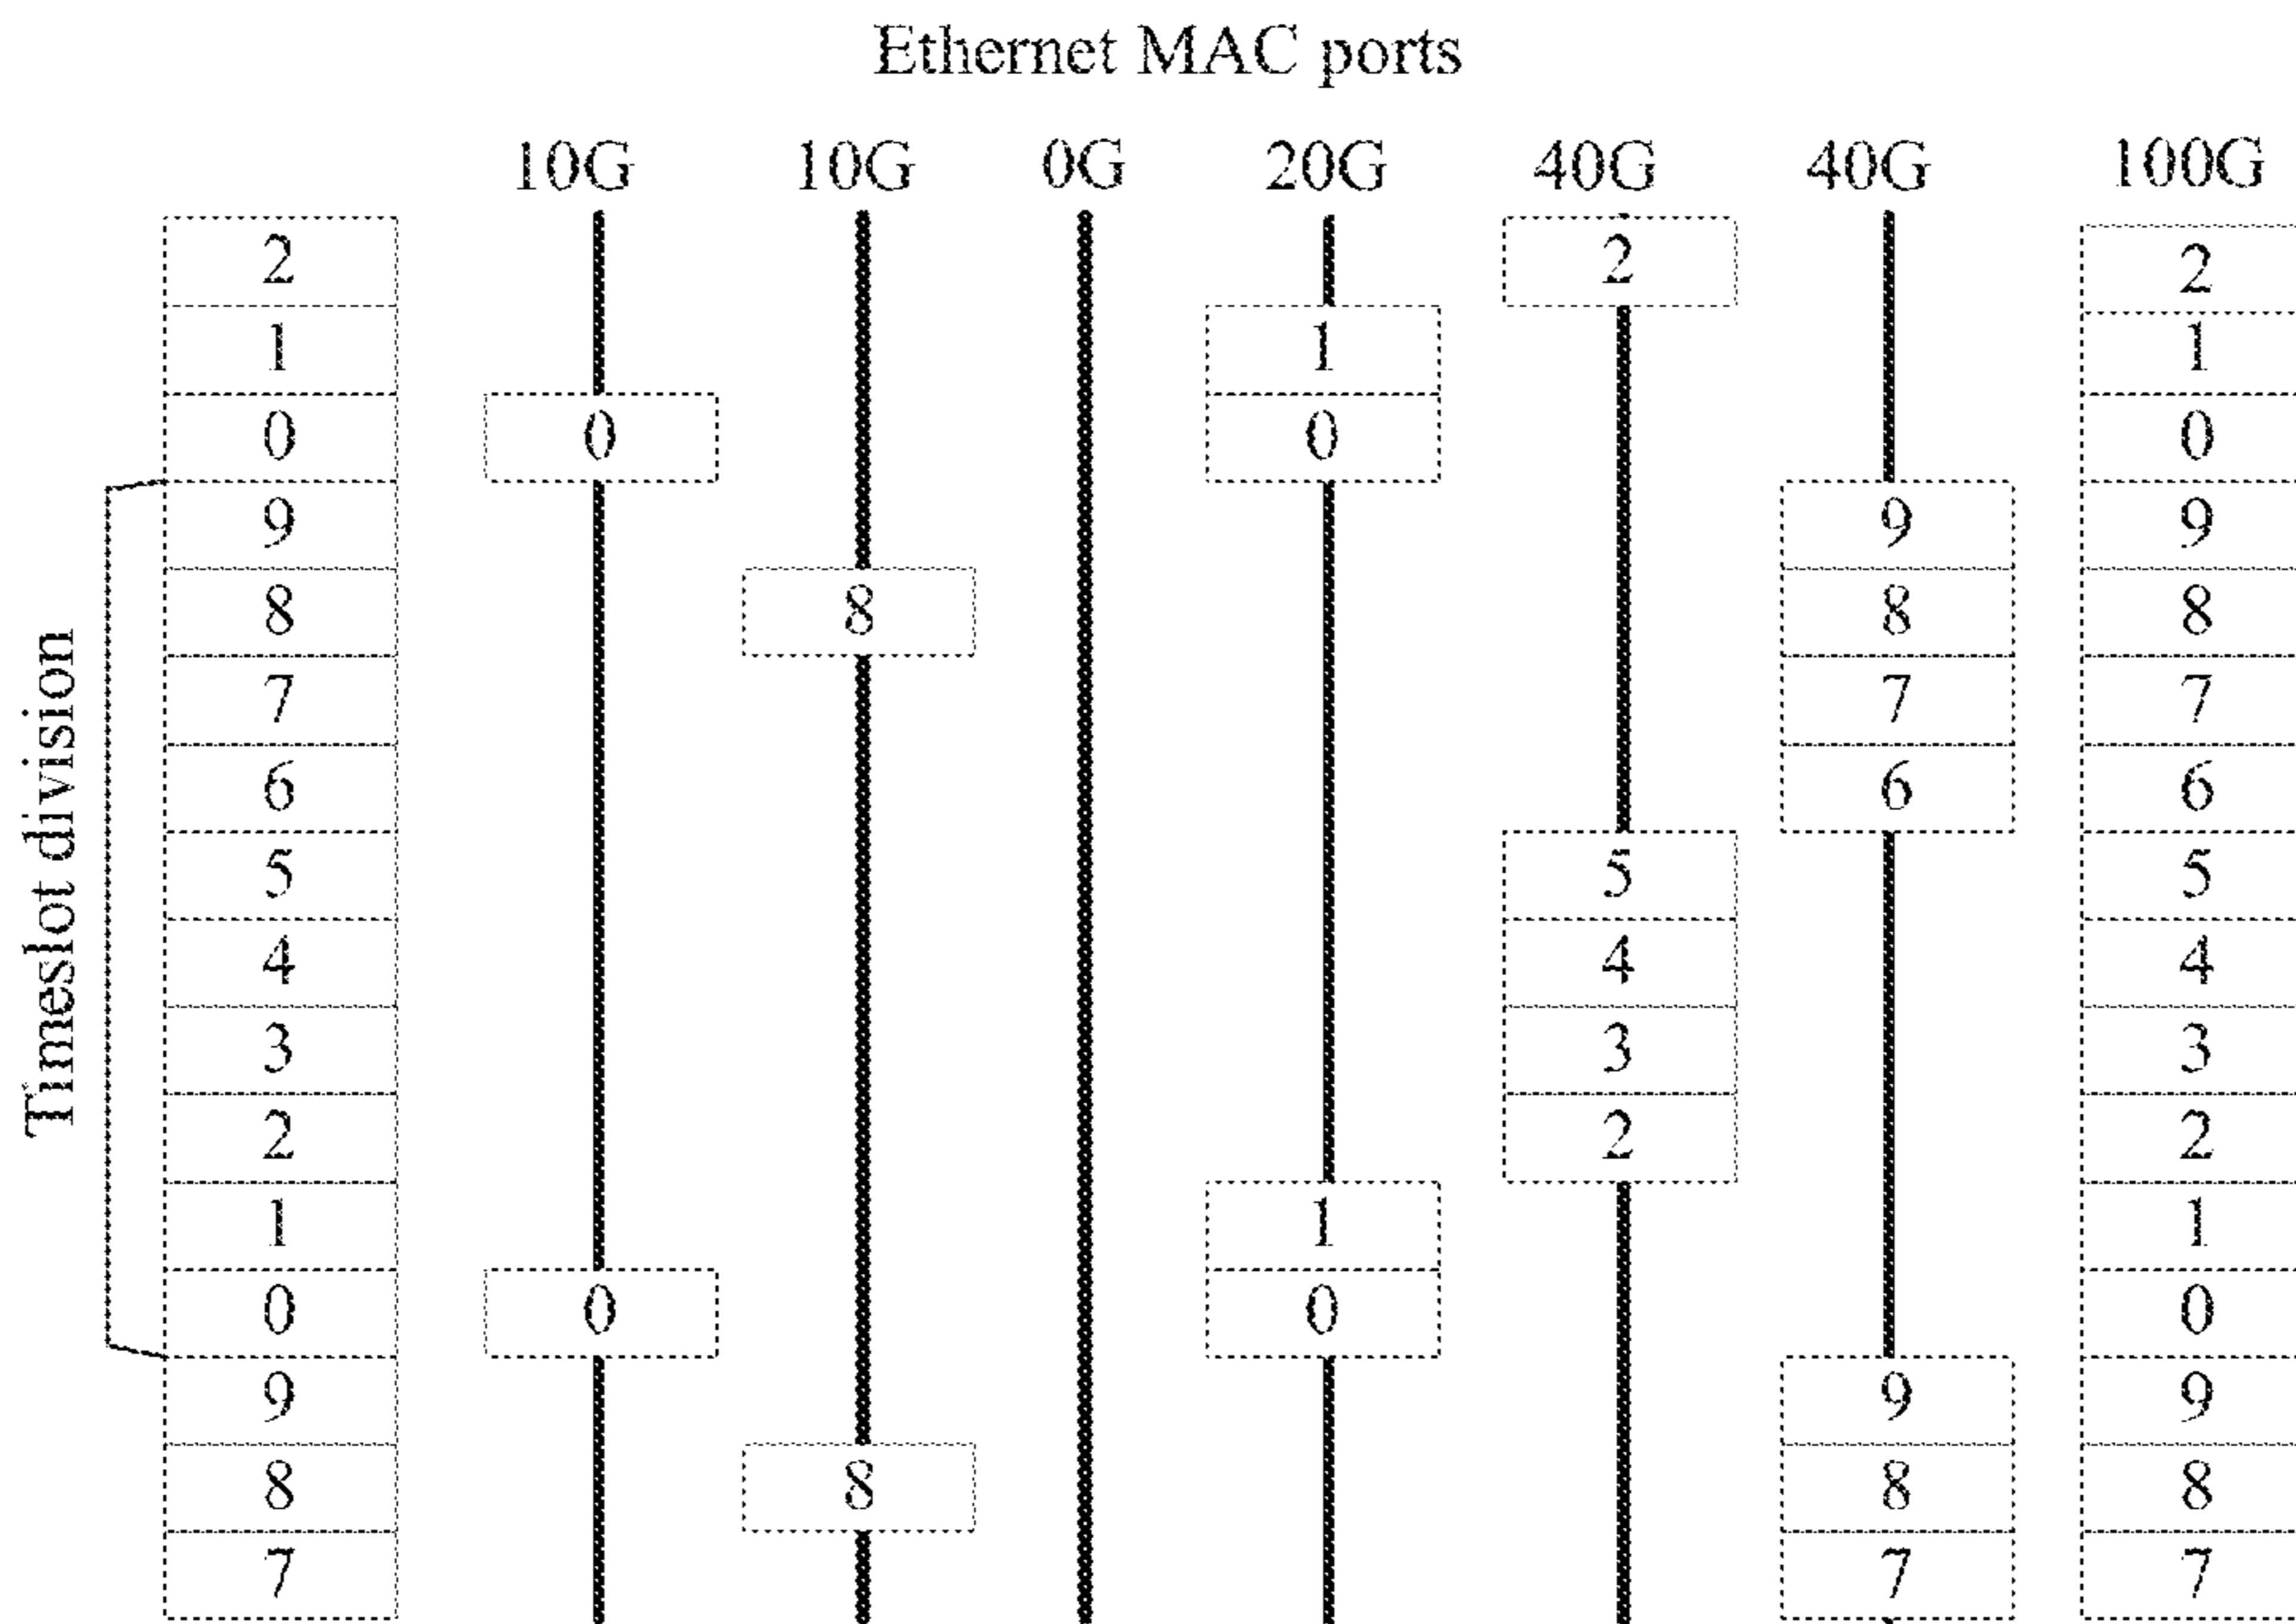 Ethernet MAC ports
10G 10G 0G 20G 40G 40G 100G
2 2 2
1 1 1
0 0 0 0
9 9 9
8 8 8 8
7 7 7
6 6 6
5 5 5
4 4 4
3 3 3
2 2 2
1 1 1
0 0 0 0
9 9 9
8 8 8 8
7 7 7
Timeslot division